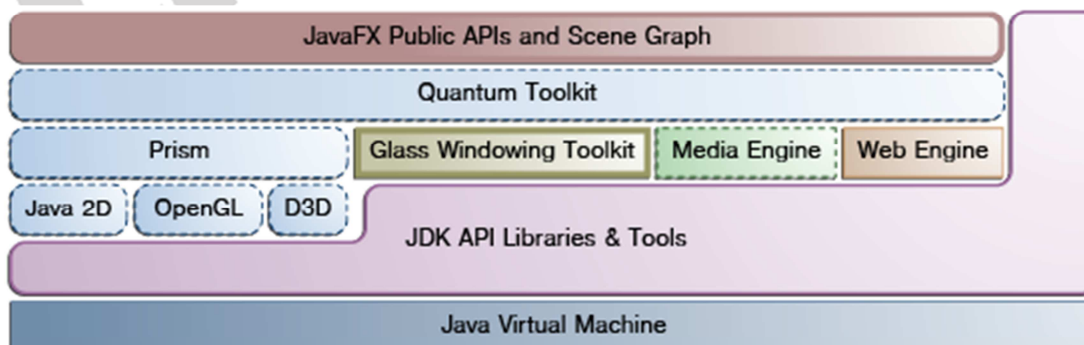 JavaFX Public APIs and Scene Graph
Quantum Toolkit
Prism
Glass Windowing Toolkit
Media Engine
Web Engine
Java 2D
OpenGL
D3D
JDK API Libraries & Tools
Java Virtual Machine